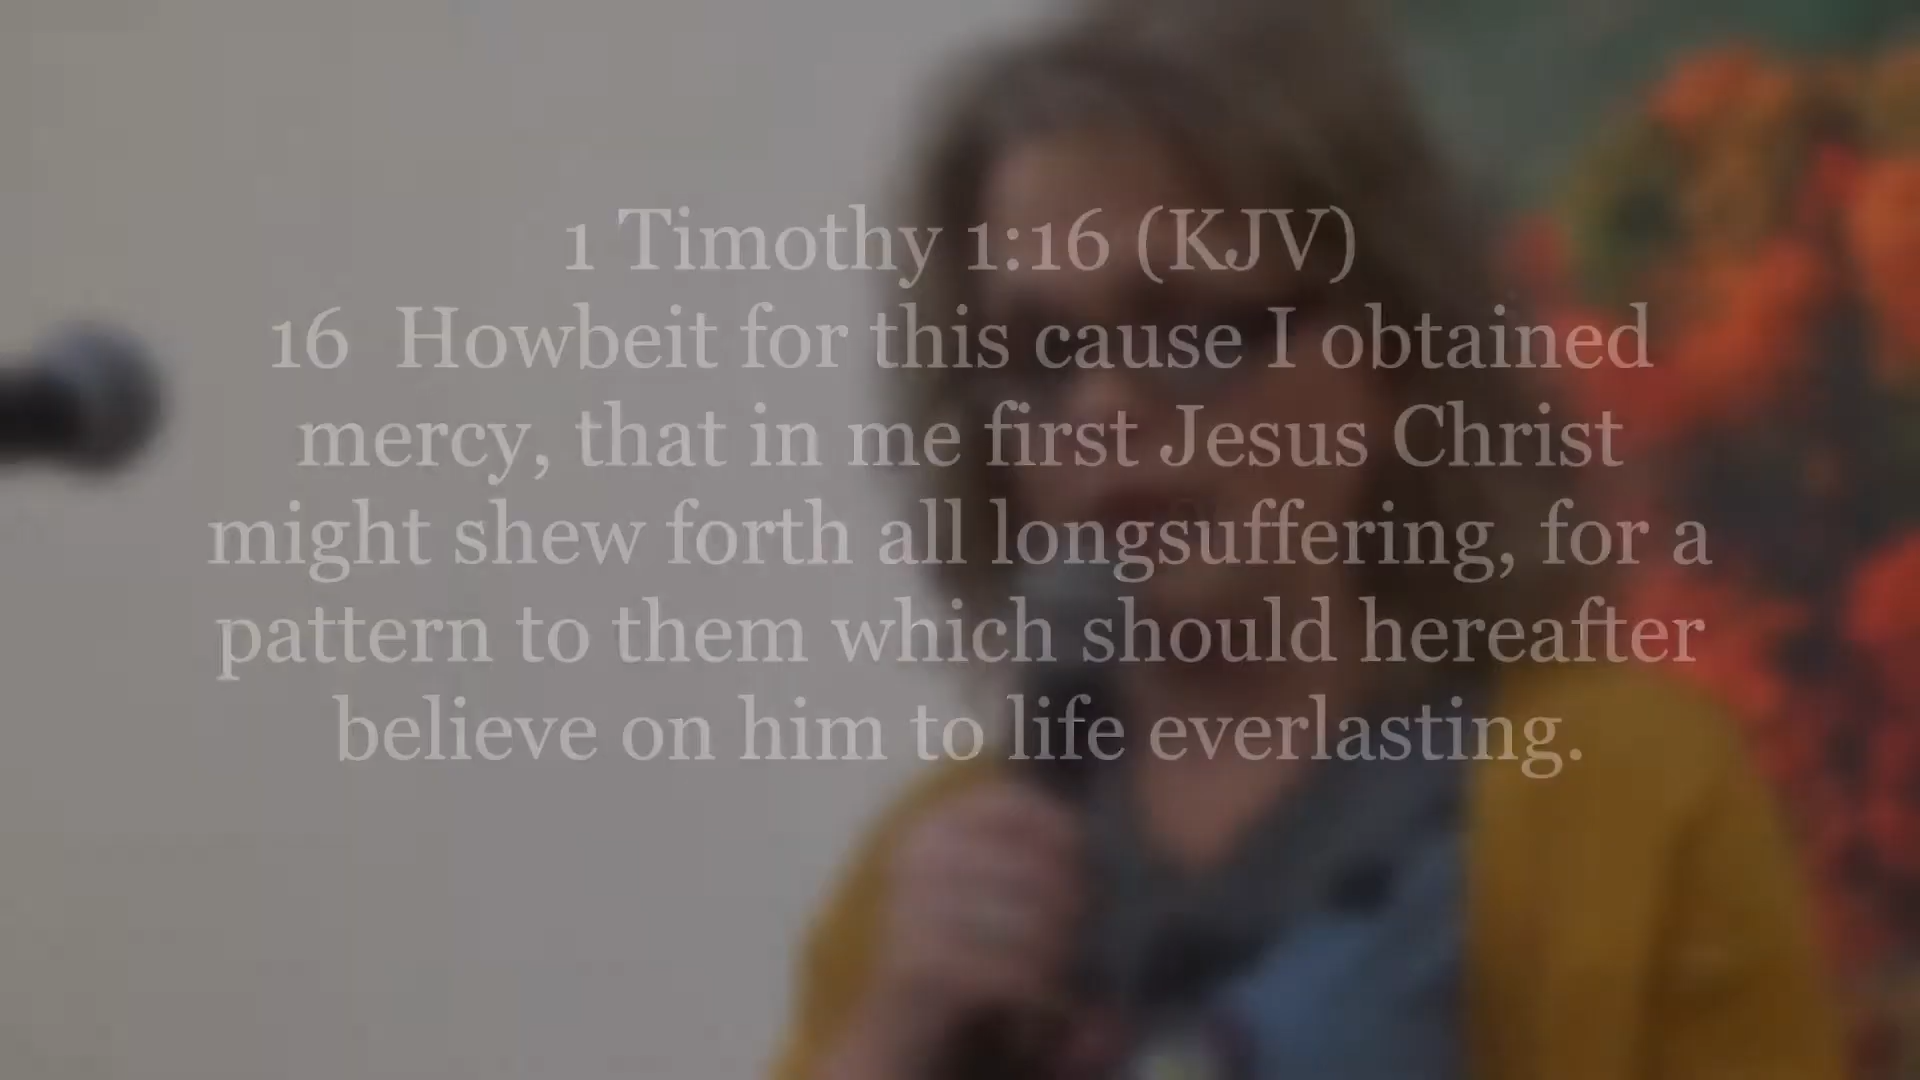 1 Timothy 1:16 (KJV)
16 Howbeit for this cause I obtained
mercy, that in me first Jesus Christ
might shew forth all longsuffering, for a
pattern to them which should hereafter
believe on him to life everlasting.